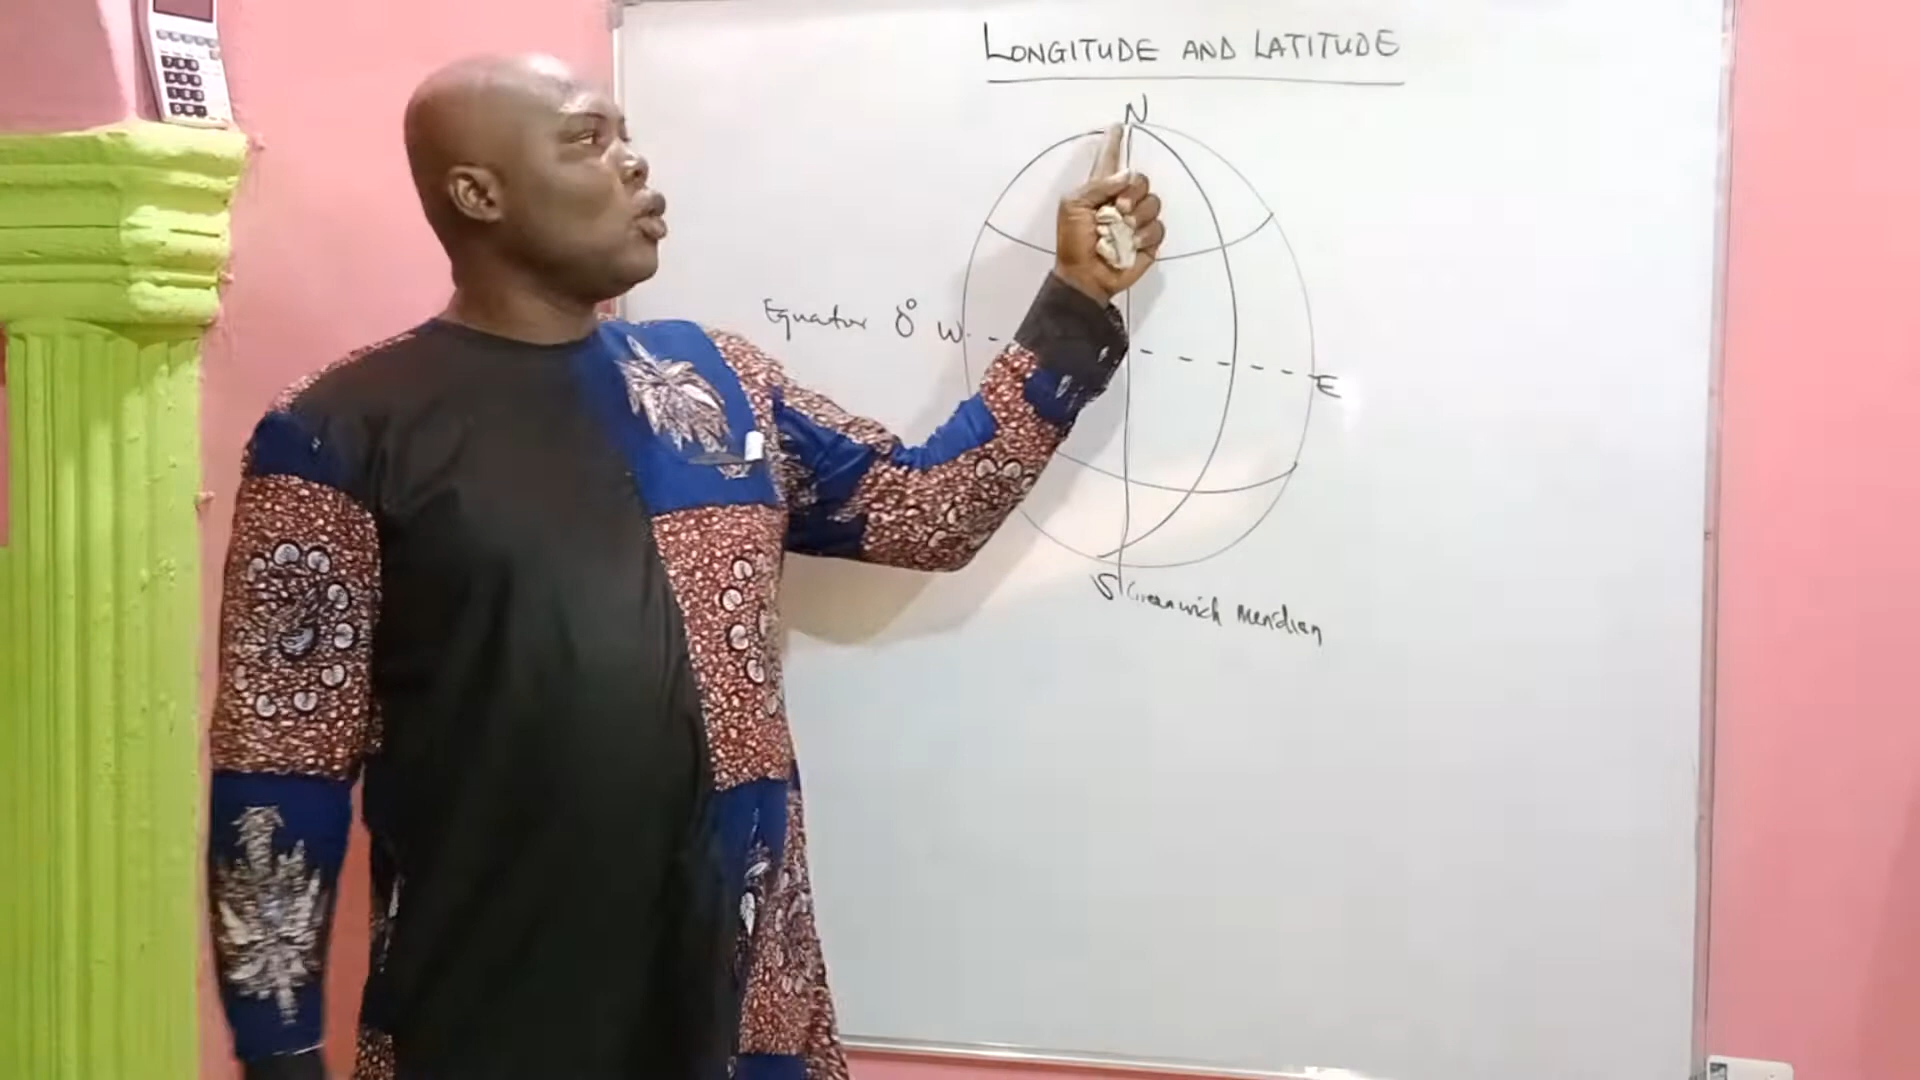 LONGITUDE AND LATITUDE
N
Equator 0° W
E
S Greenwich Meridian